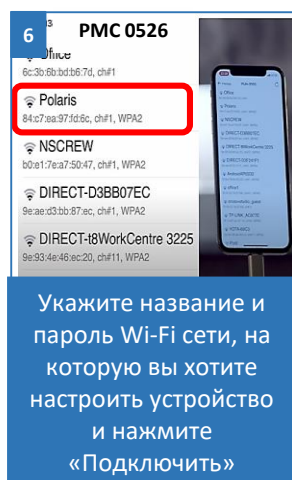 6
PMC 0526
Office
6c:3b:6b:bd:b6:7d, ch#1
Polaris
84:c7:ea:97:fd:6c, ch#1, WPA2
NSCREW
b0:e1:7e:a7:50:47, ch#1, WPA2
DIRECT-D3BB07EC
9e:ae:d3:bb:87:ec, ch#1, WPA2
DIRECT-t8WorkCentre 3225
9e:93:4e:46:ec:20, ch#11, WPA2
Укажите название и
пароль Wi-Fi сети, на
которую вы хотите
настроить устройство
и нажмите
«Подключить»